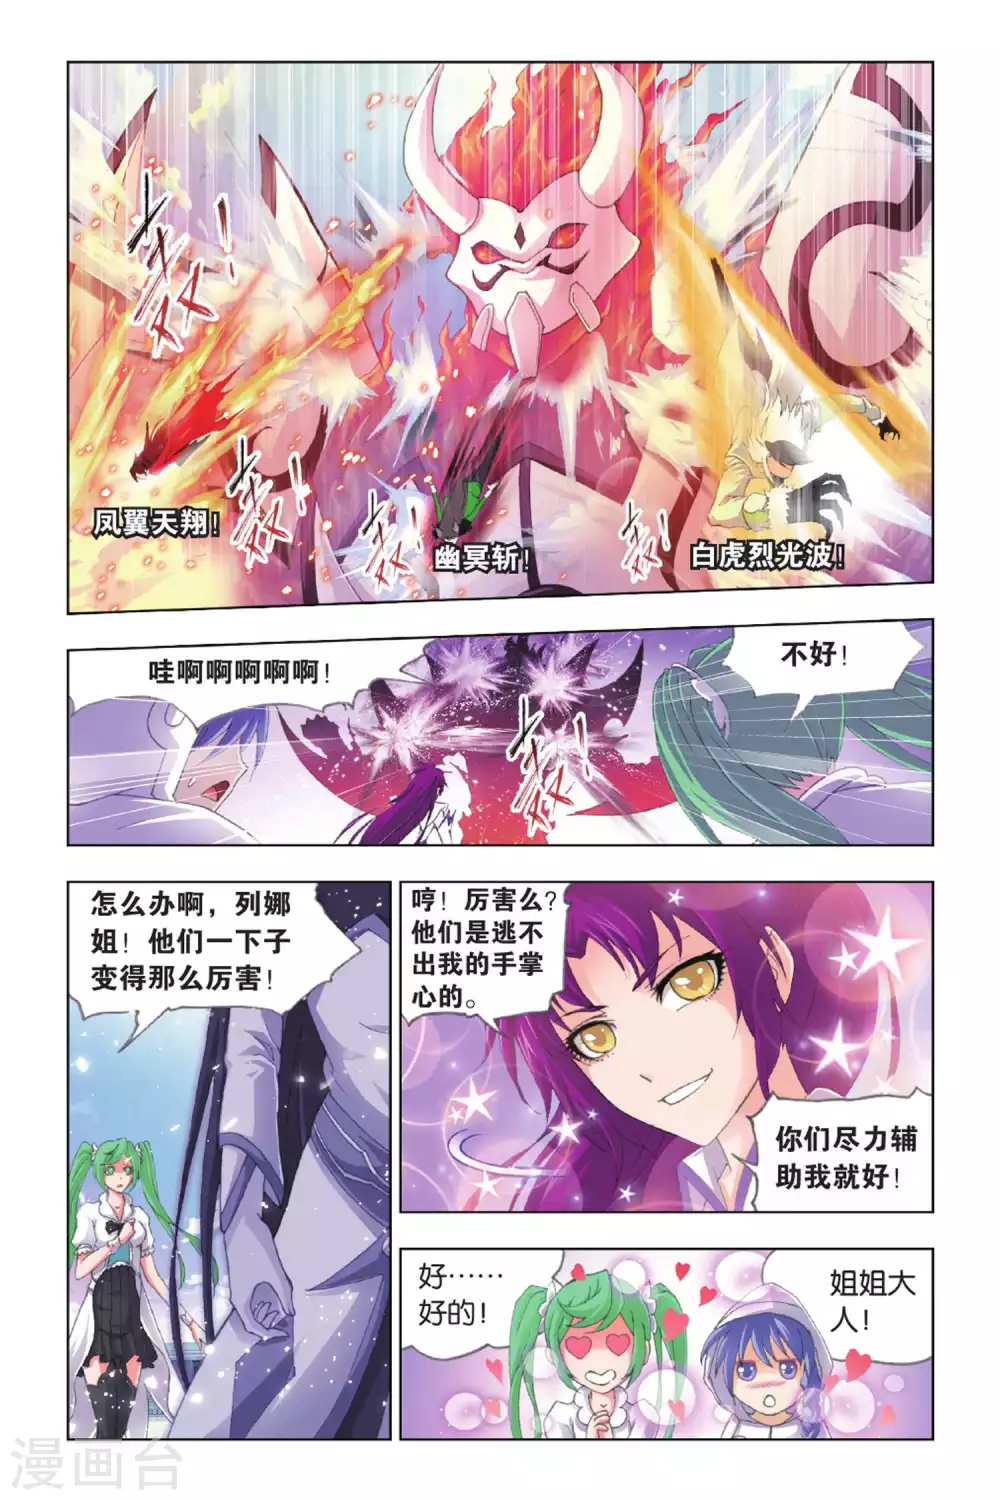 轰!
轰!
轰!
轰!
凤翼天翔!
幽冥斩!
白虎烈光波!
哇啊啊啊啊啊!
不好!
怎么办啊，列娜
姐！他们一下子
变得那么厉害!
哼！厉害么?
他们是逃不
出我的手掌
心的。
你们尽力辅
助我就好!
好……
好的!
姐姐大
人!
漫画台